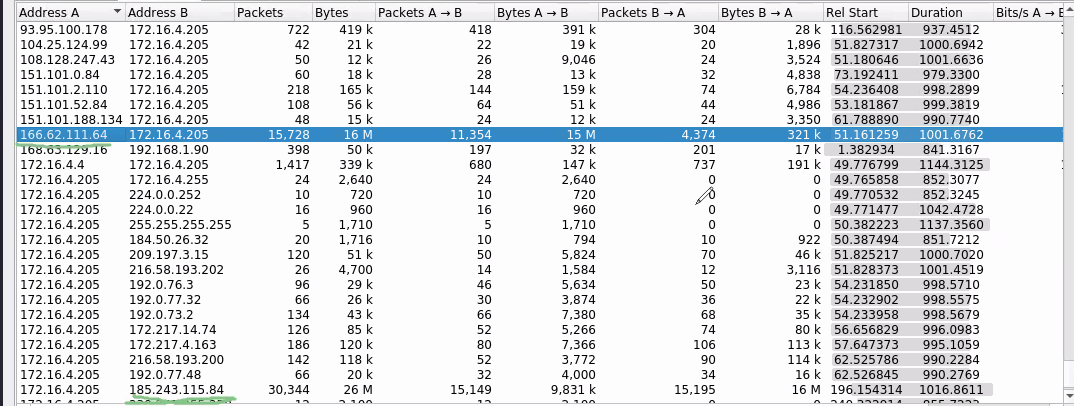 Address A Address B Packets Bytes Packets A → B Bytes A → B Packets B → A Bytes B → A Rel Start Duration Bits/s A → B
93.95.100.178 172.16.4.205 722 419 k 418 391 k 304 28 k 116.562981 937.4512
104.25.124.99 172.16.4.205 42 21 k 22 19 k 20 1,896 51.827317 1000.6942
108.128.247.43 172.16.4.205 50 12 k 26 9,046 24 3,524 51.180646 1001.6636
151.101.0.84 172.16.4.205 60 18 k 28 13 k 32 4,838 73.192411 979.3300
151.101.2.110 172.16.4.205 218 165 k 144 159 k 74 6,784 54.236408 998.2899
151.101.52.84 172.16.4.205 108 56 k 64 51 k 44 4,986 53.181867 999.3819
151.101.188.134 172.16.4.205 48 15 k 24 12 k 24 3,350 61.788890 990.7740
166.62.111.64 172.16.4.205 15,728 16 M 11,354 15 M 4,374 321 k 51.161259 1001.6762
168.63.129.16 192.168.1.90 398 50 k 197 32 k 201 17 k 1.382934 841.3167
172.16.4.4 172.16.4.205 1,417 339 k 680 147 k 737 191 k 49.776799 1144.3125
172.16.4.205 172.16.4.255 24 2,640 24 2,640 0 0 49.765858 852.3077
172.16.4.205 224.0.0.252 10 720 10 720 0 0 49.770532 852.3245
172.16.4.205 224.0.0.22 16 960 16 960 0 0 49.771477 1042.4728
172.16.4.205 255.255.255.255 5 1,710 5 1,710 0 0 50.382223 1137.3560
172.16.4.205 184.50.26.32 20 1,716 10 794 10 922 50.387494 851.7212
172.16.4.205 209.197.3.15 120 51 k 50 5,824 70 46 k 51.825217 1000.7020
172.16.4.205 216.58.193.202 26 4,700 14 1,584 12 3,116 51.828373 1001.4519
172.16.4.205 192.0.76.3 96 29 k 46 5,634 50 23 k 54.231850 998.5710
172.16.4.205 192.0.77.32 66 26 k 30 3,874 36 22 k 54.232902 998.5575
172.16.4.205 192.0.73.2 134 43 k 66 7,380 68 35 k 54.233958 998.5679
172.16.4.205 172.217.14.74 126 85 k 52 5,266 74 80 k 56.656829 996.0983
172.16.4.205 172.217.4.163 186 120 k 80 7,366 106 113 k 57.647373 995.1059
172.16.4.205 216.58.193.200 142 118 k 52 3,772 90 114 k 62.525786 990.2284
172.16.4.205 192.0.77.48 66 20 k 32 4,000 34 16 k 62.526845 990.2769
172.16.4.205 185.243.115.84 30,344 26 M 15,149 9,831 k 15,195 16 M 196.154314 1016.8611